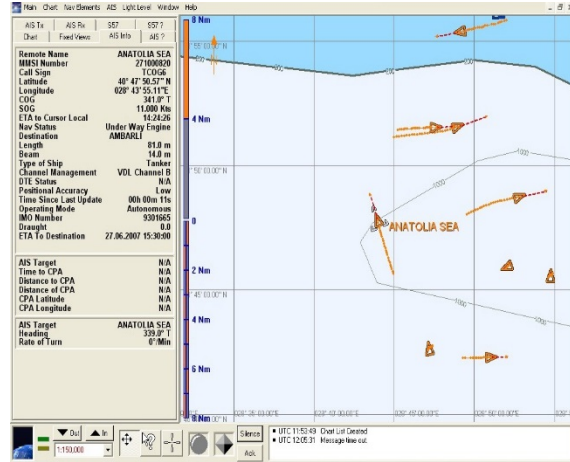 Main Chart Nav Elements AIS Light Level Window Help
AIS Tx AIS Rx S57 S57 ?
Chart Fixed Views AIS Info AIS ?
Remote Name ANATOLIA SEA
MMSI Number 271000820
Call Sign TCOG6
Latitude 40° 47' 50.57'' N
Longitude 028° 43' 55.11''E
COG 341.0° T
SOG 11.000 Kts
ETA to Cursor Local 14:24:26
Nav Status Under Way Engine
Destination AMBARLI
Length 81.0 m
Beam 14.0 m
Type of Ship Tanker
Channel Management VDL Channel B
DTE Status N/A
Positional Accuracy Low
Time Since Last Update 00h 00m 11s
Operating Mode Autonomous
IMO Number 9301665
Draught 0.0
ETA To Destination 27.06.2007 15:30:00
AIS Target N/A
Time to CPA N/A
Distance to CPA N/A
Distance of CPA N/A
CPA Latitude N/A
CPA Longitude N/A
AIS Target ANATOLIA SEA
Heading 339.0° T
Rate of Turn 0°/Min
8 Nm
4 Nm
0
2 Nm
4 Nm
6 Nm
8 Nm
ANATOLIA SEA
Out In
1:150,000
Silence
Ack
UTC 11:53:49 Chart List Created
UTC 12:05:31 Message time out